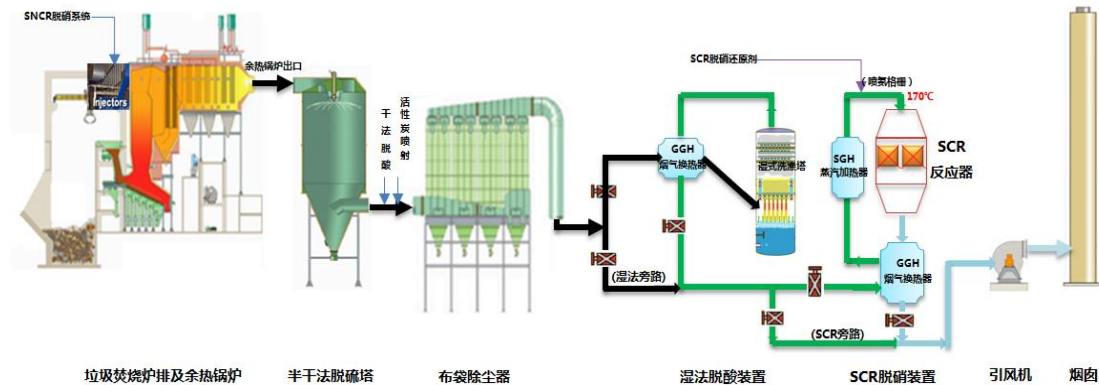 SNCR脱硝系统
Injectors
余热锅炉出口
干法脱酸
活性炭喷射
GGH
烟气换热器
湿式洗涤塔
(湿法旁路)
SCR脱硝还原剂
(喷氨格栅)
170℃
SGH
蒸汽加热器
SCR
反应器
GGH
烟气换热器
(SCR旁路)
垃圾焚烧炉排及余热锅炉
半干法脱硫塔
布袋除尘器
湿法脱酸装置
SCR脱硝装置
引风机
烟囱